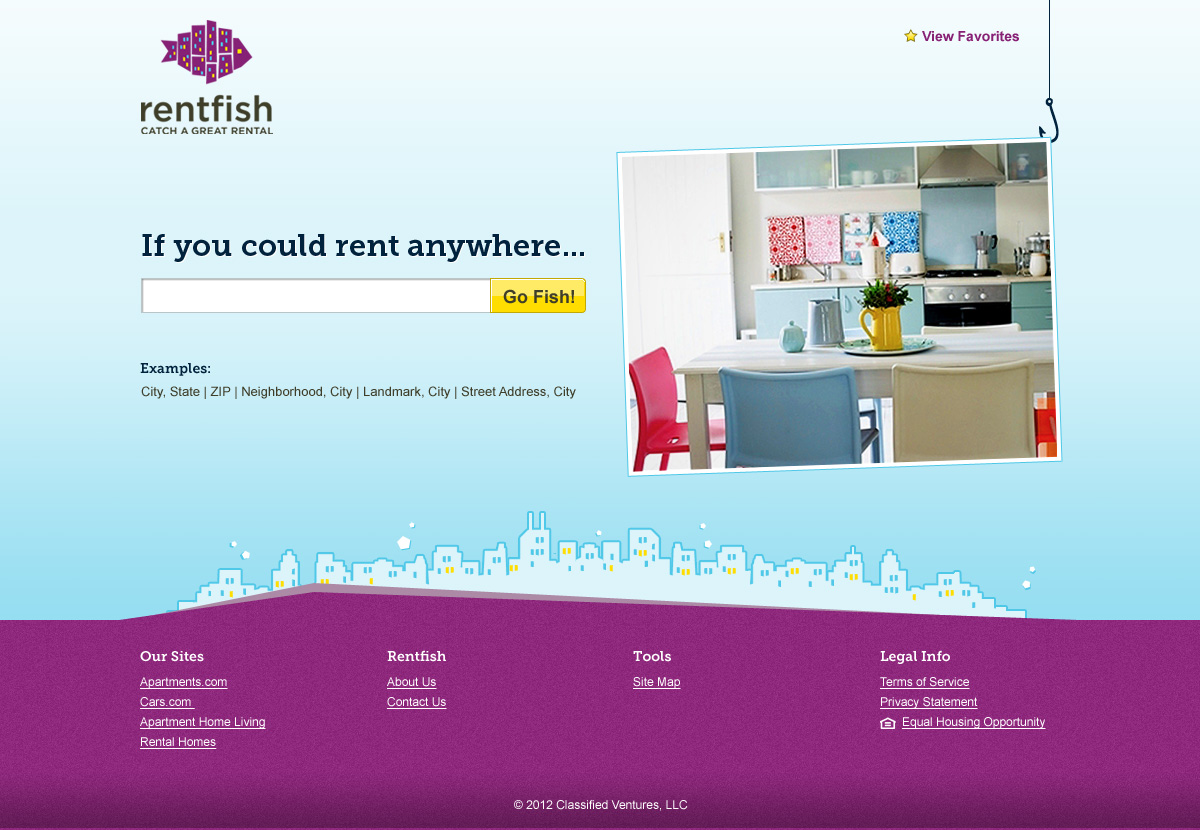 rentfish
CATCH A GREAT RENTAL
View Favorites
If you could rent anywhere...
Go Fish!
Examples:
City, State | ZIP | Neighborhood, City | Landmark, City | Street Address, City
Our Sites
Apartments.com
Cars.com
Apartment Home Living
Rental Homes
Rentfish
About Us
Contact Us
Tools
Site Map
Legal Info
Terms of Service
Privacy Statement
Equal Housing Opportunity
© 2012 Classified Ventures, LLC